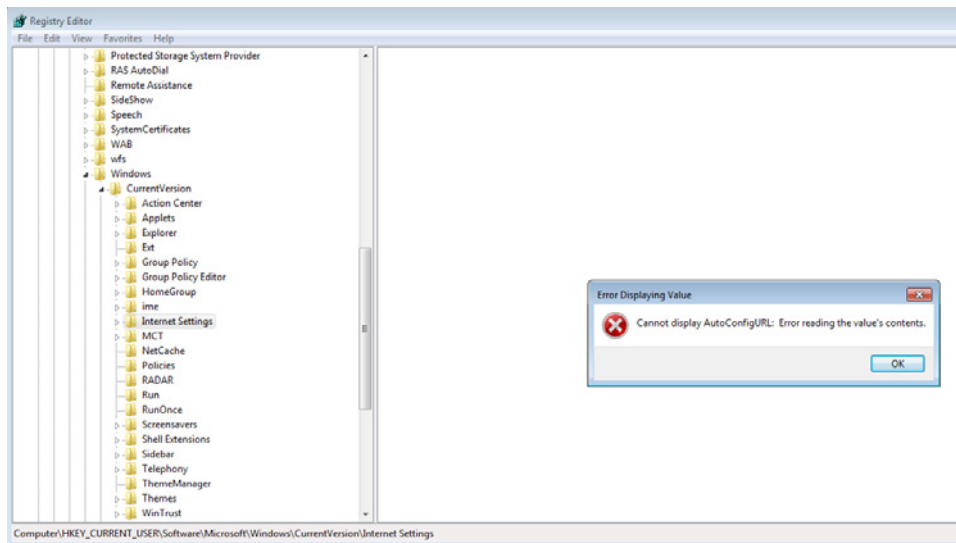 Registry Editor
File Edit View Favorites Help
Protected Storage System Provider
RAS AutoDial
Remote Assistance
SideShow
Speech
SystemCertificates
WAB
wfs
Windows
CurrentVersion
Action Center
Applets
Explorer
Ext
Group Policy
Group Policy Editor
HomeGroup
ime
Internet Settings
MCT
NetCache
Policies
RADAR
Run
RunOnce
Screensavers
Shell Extensions
Sidebar
Telephony
ThemeManager
Themes
WinTrust
Error Displaying Value
Cannot display AutoConfigURL: Error reading the value's contents.
OK
Computer\HKEY_CURRENT_USER\Software\Microsoft\Windows\CurrentVersion\Internet Settings